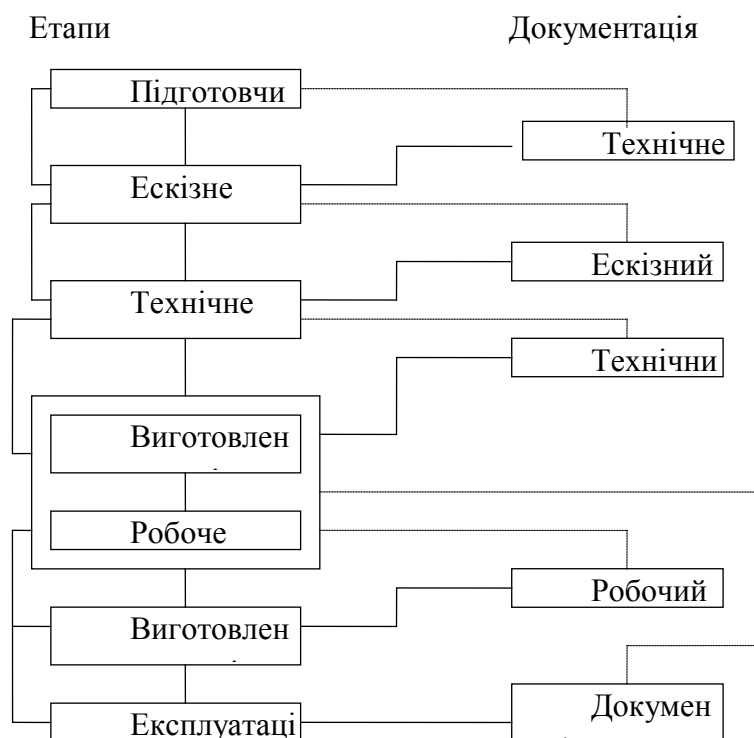 Етапи Документація
Підготовчи
Технічне
Ескізне
Ескізний
Технічне
Технічни
Виготовлен
Робоче
Робочий
Виготовлен
Докумен
Експлуатаці